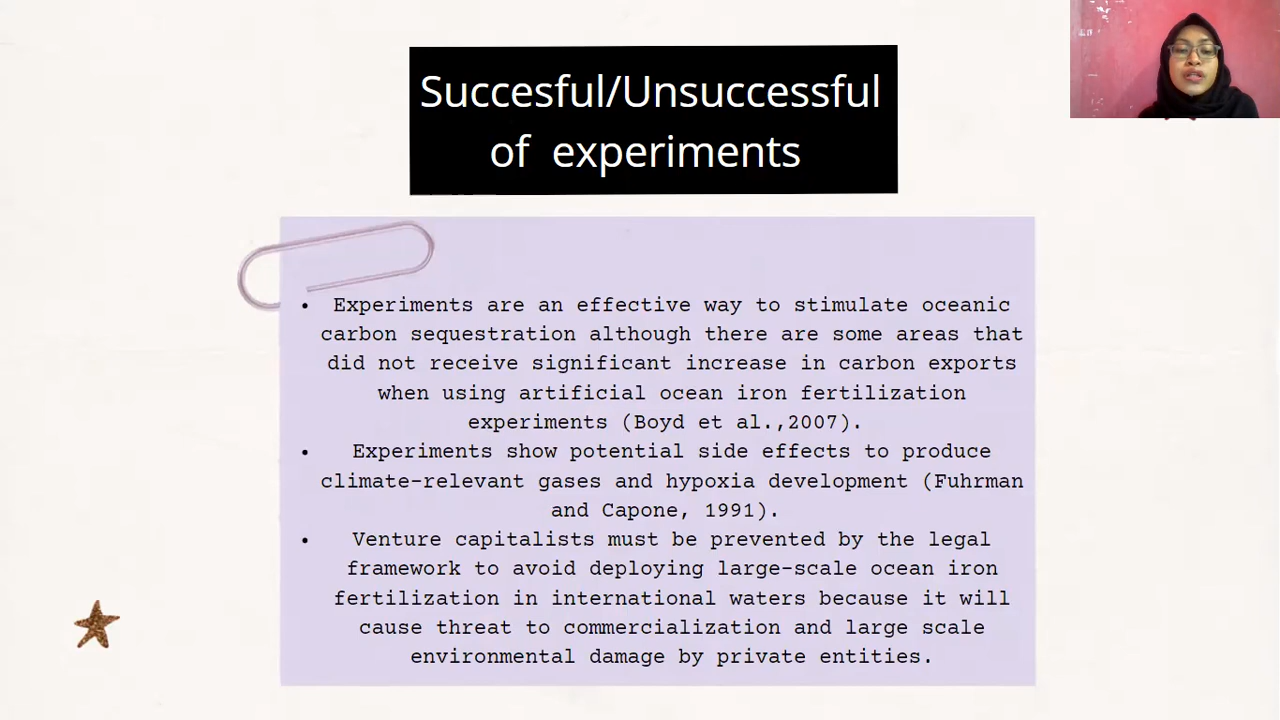 Succesful/Unsuccessful
of experiments
• Experiments are an effective way to stimulate oceanic
carbon sequestration although there are some areas that
did not receive significant increase in carbon exports
when using artificial ocean iron fertilization
experiments (Boyd et al.,2007).
• Experiments show potential side effects to produce
climate-relevant gases and hypoxia development (Fuhrman
and Capone, 1991).
• Venture capitalists must be prevented by the legal
framework to avoid deploying large-scale ocean iron
fertilization in international waters because it will
cause threat to commercialization and large scale
environmental damage by private entities.